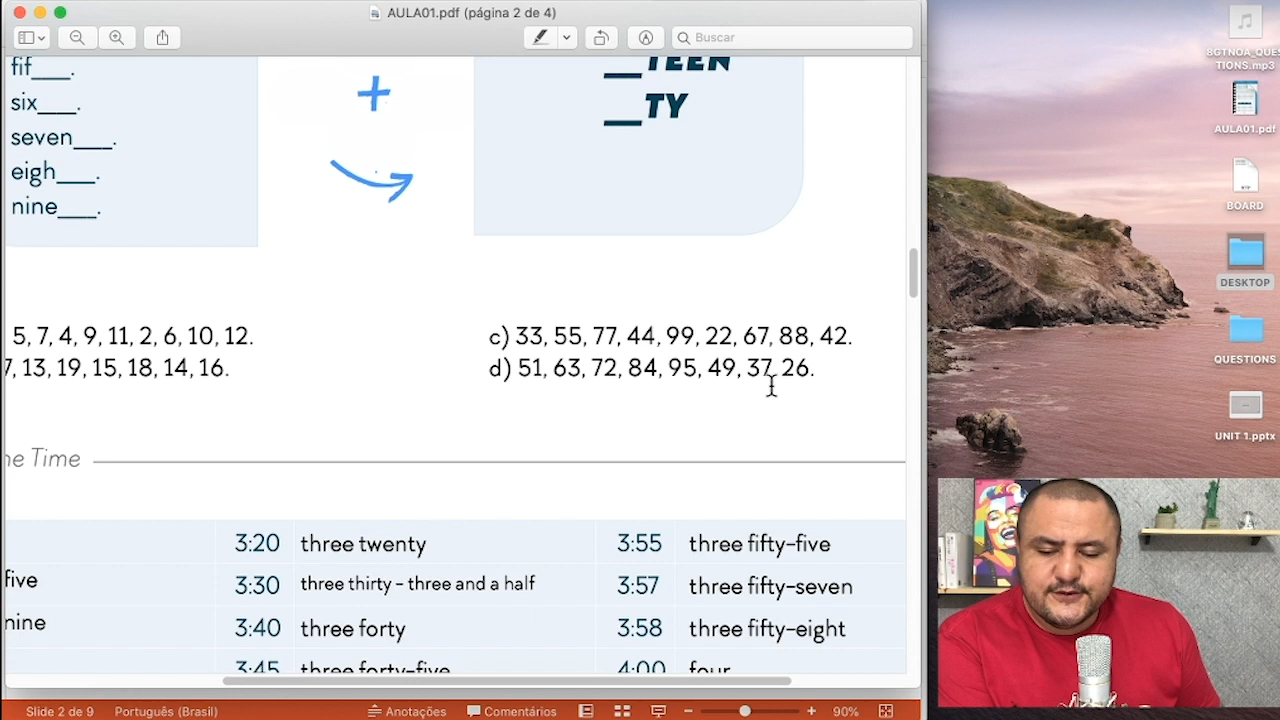 AULA01.pdf (página 2 de 4)
Buscar
fif___.
six___.
seven___.
eigh___.
nine___.
+
__TEEN
__TY
5, 7, 4, 9, 11, 2, 6, 10, 12.
7, 13, 19, 15, 18, 14, 16.
c) 33, 55, 77, 44, 99, 22, 67, 88, 42.
d) 51, 63, 72, 84, 95, 49, 37, 26.
Time
five
nine
3:20 three twenty
3:30 three thirty - three and a half
3:40 three forty
3:45 three forty-five
3:55 three fifty-five
3:57 three fifty-seven
3:58 three fifty-eight
4:00 four
Slide 2 de 9
Português (Brasil)
Anotações
Comentários
90%
8GTNOA_QUES
TIONS.mp3
AULA01.pdf
BOARD
DESKTOP
QUESTIONS
UNIT 1.pptx